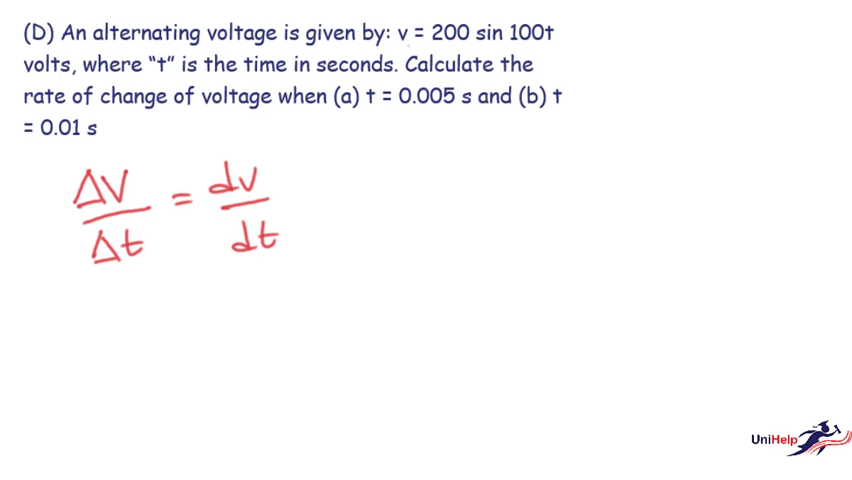 (D) An alternating voltage is given by: v = 200 sin 100t
volts, where “t” is the time in seconds. Calculate the
rate of change of voltage when (a) t = 0.005 s and (b) t
= 0.01 s
ΔV/Δt = dv/dt
UniHelp